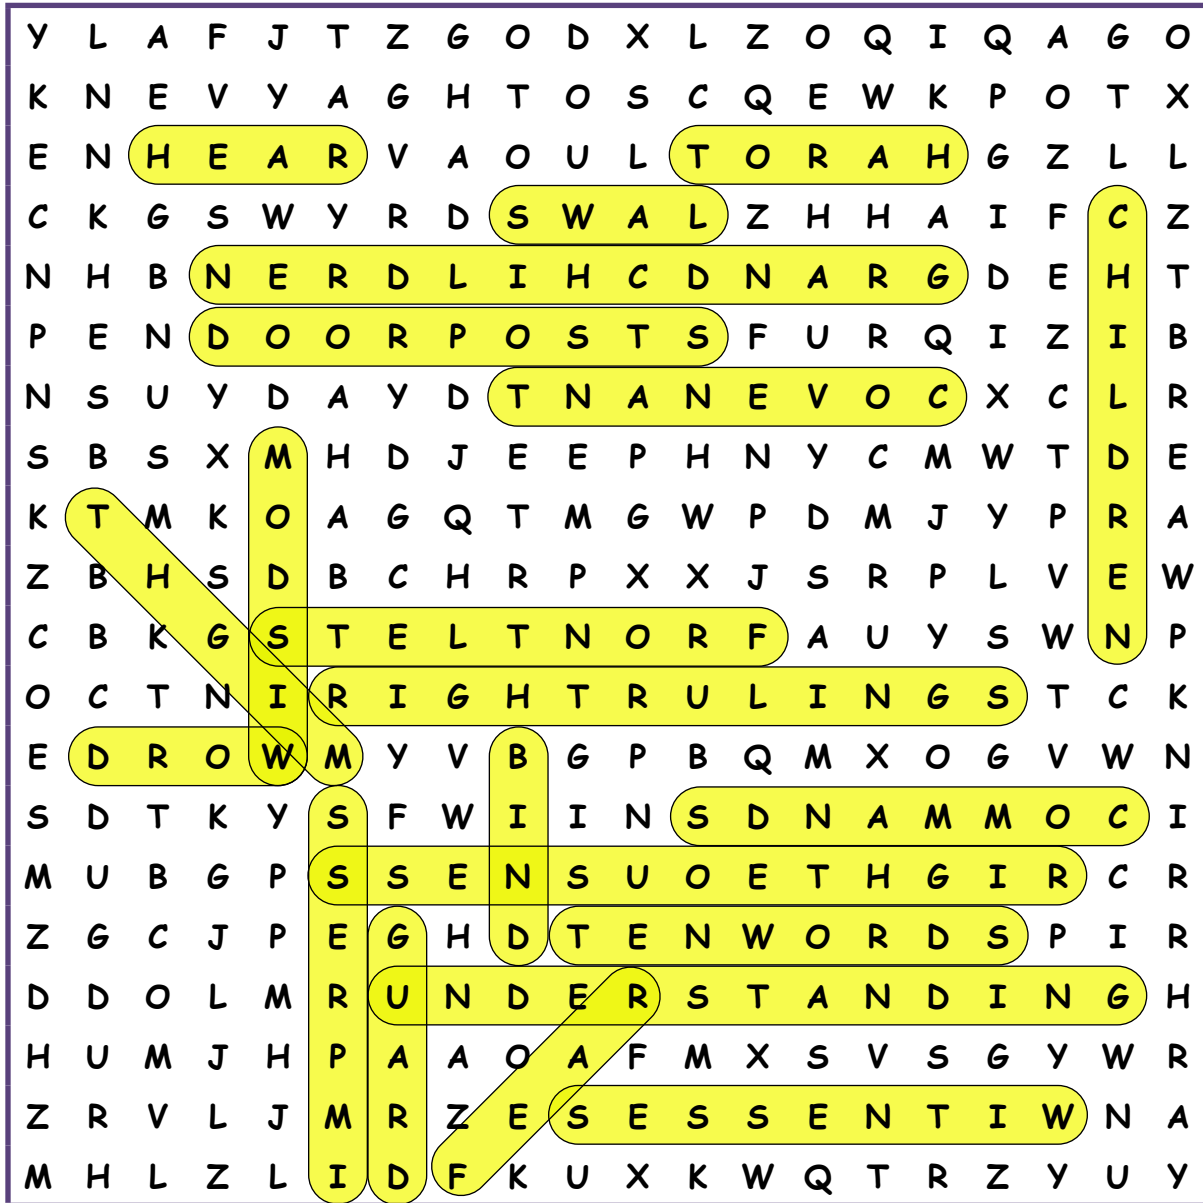 Y L A F J T Z G O D X L Z O Q I Q A G O
K N E V Y A G H T O S C Q E W K P O T X
E N H E A R V A O U L T O R A H G Z L L
C K G S W Y R D S W A L Z H H A I F C Z
N H B N E R D L I H C D N A R G D E H T
P E N D O O R P O S T S F U R Q I Z I B
N S U Y D A Y D T N A N E V O C X C L R
S B S X M H D J E E P H N Y C M W T D E
K T M K O A G Q T M G W P D M J Y P R A
Z B H S D B C H R P X X J S R P L V E W
C B K G S T E L T N O R F A U Y S W N P
O C T N I R I G H T R U L I N G S T C K
E D R O W M Y V B G P B Q M X O G V W N
S D T K Y S F W I I N S D N A M M O C I
M U B G P S S E N S U O E T H G I R C R
Z G C J P E G H D T E N W O R D S P I R
D D O L M R U N D E R S T A N D I N G H
H U M J H P A A O A F M X S V S G Y W R
Z R V L J M R Z E S E S S E N T I W N A
M H L Z L I D F K U X K W Q T R Z Y U Y